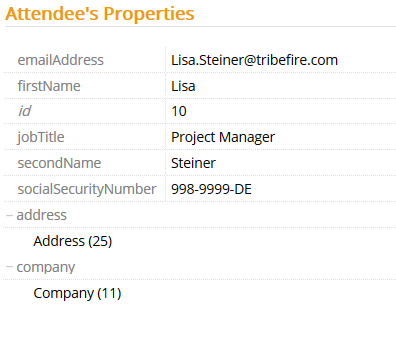 Attendee's Properties
emailAddress Lisa.Steiner@tribefire.com
firstName Lisa
id 10
jobTitle Project Manager
secondName Steiner
socialSecurityNumber 998-9999-DE
address
Address (25)
company
Company (11)